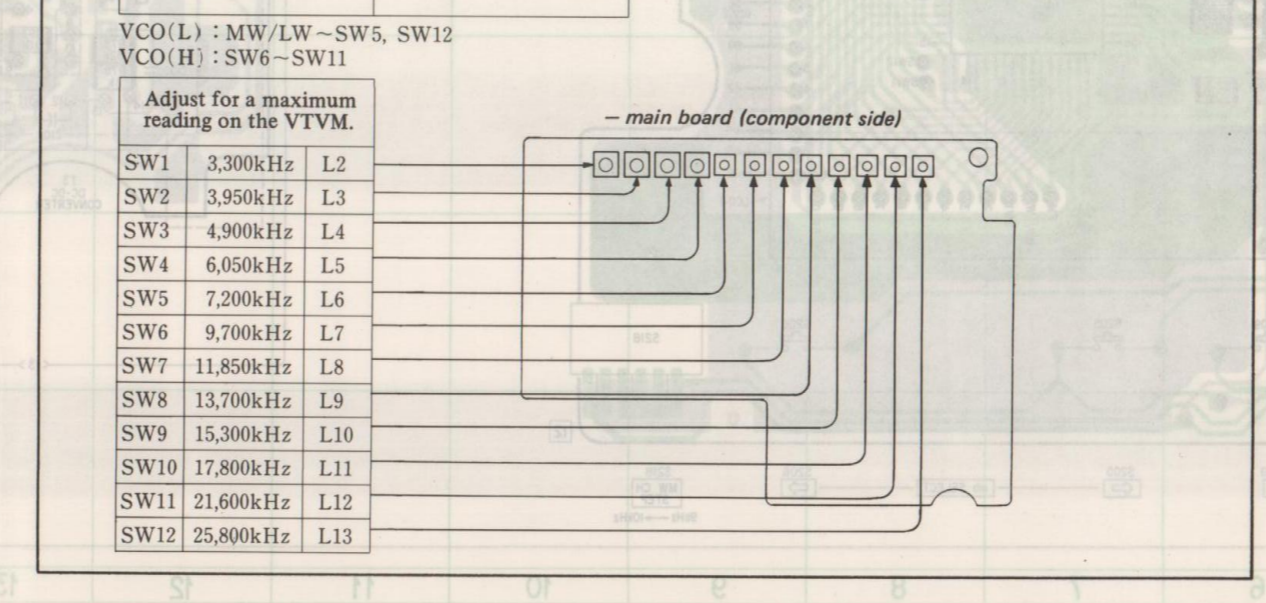 VCO(L) : MW/LW~SW5, SW12
VCO(H) : SW6~SW11
Adjust for a maximum
reading on the VTVM.
SW1 3,300kHz L2
SW2 3,950kHz L3
SW3 4,900kHz L4
SW4 6,050kHz L5
SW5 7,200kHz L6
SW6 9,700kHz L7
SW7 11,850kHz L8
SW8 13,700kHz L9
SW9 15,300kHz L10
SW10 17,800kHz L11
SW11 21,600kHz L12
SW12 25,800kHz L13
— main board (component side)